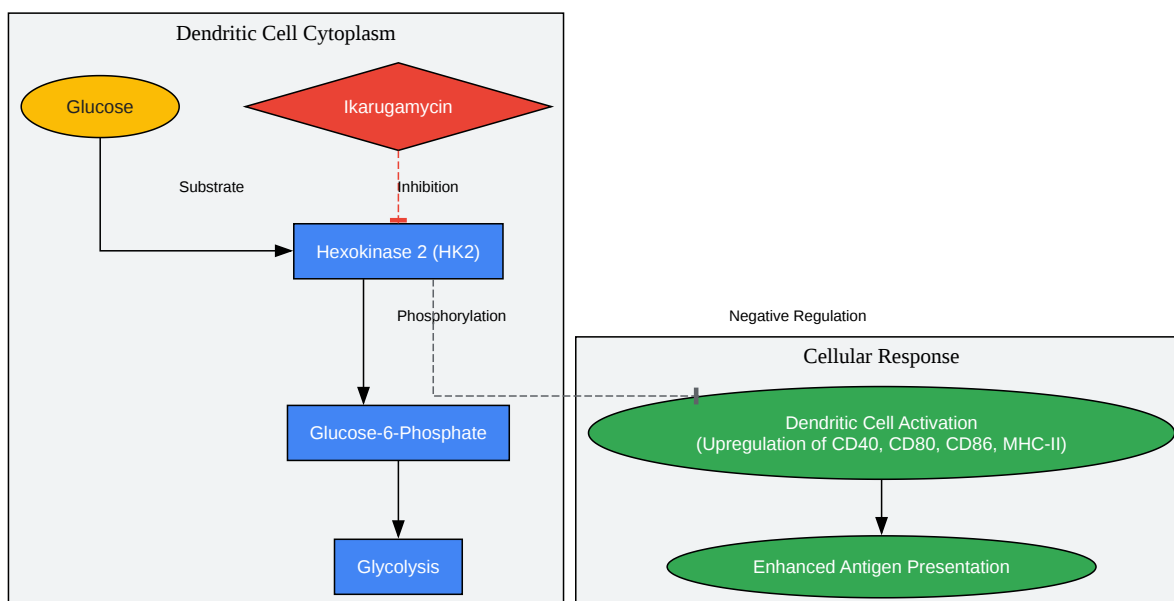 Dendritic Cell Cytoplasm
Glucose
Ikarugamycin
Substrate
Inhibition
Hexokinase 2 (HK2)
Phosphorylation
Negative Regulation
Cellular Response
Dendritic Cell Activation
(Upregulation of CD40, CD80, CD86, MHC-II)
Glucose-6-Phosphate
Glycolysis
Enhanced Antigen Presentation